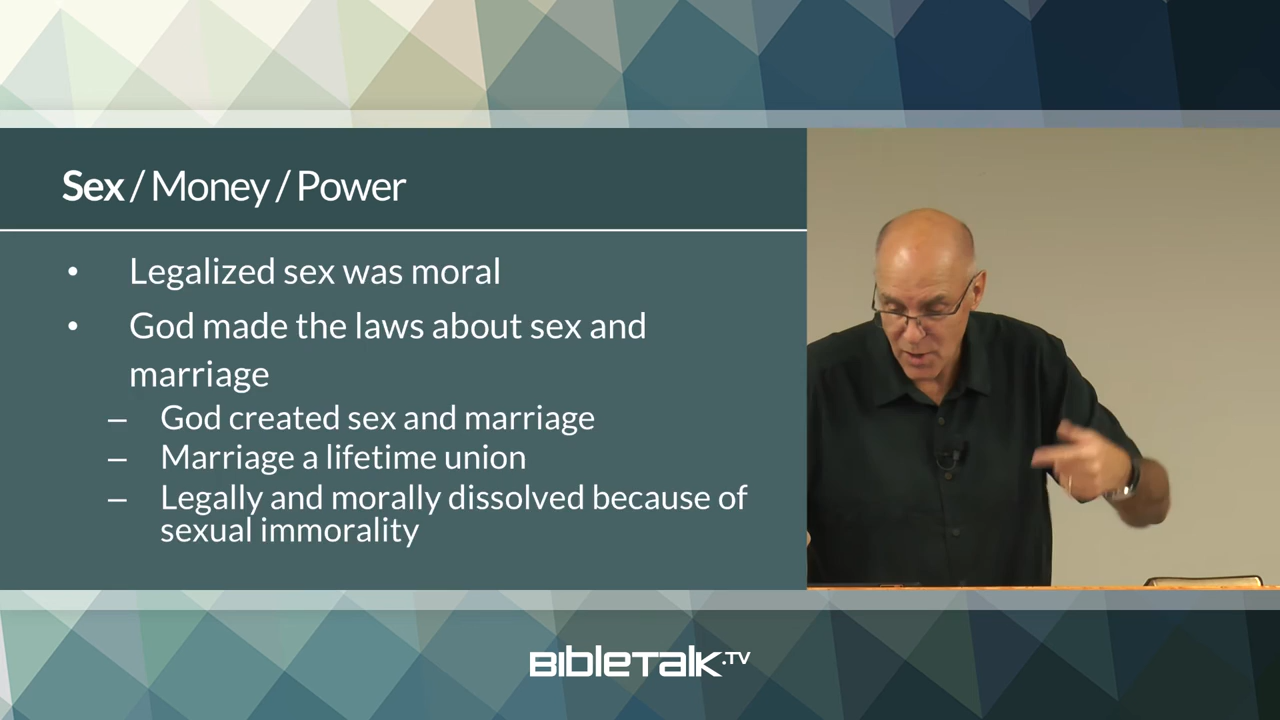 Sex / Money / Power
• Legalized sex was moral
• God made the laws about sex and
marriage
– God created sex and marriage
– Marriage a lifetime union
– Legally and morally dissolved because of
sexual immorality
BIBLETALK.TV